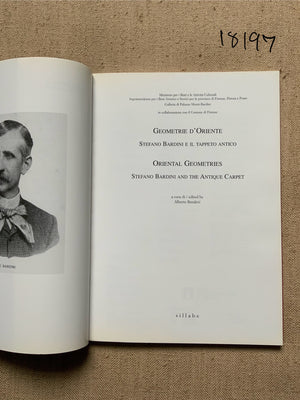 18197
Ministero per i Beni e le Attività Culturali
Soprintendenza per i Beni Artistici e Storici per le province di Firenze, Pistoia e Prato
Galleria di Palazzo Mozzi Bardini
in collaborazione con il Comune di Firenze
GEOMETRIE D'ORIENTE
STEFANO BARDINI E IL TAPPETO ANTICO
ORIENTAL GEOMETRIES
STEFANO BARDINI AND THE ANTIQUE CARPET
a cura di / edited by
Alberto Boralevi
sillabe
BARDINI